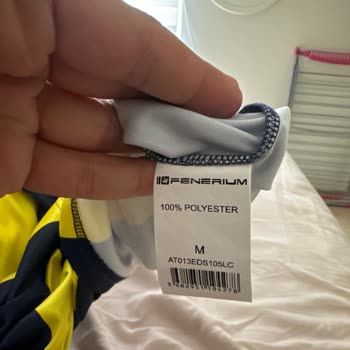 FENERIUM
100% POLYESTER
M
AT013EDS105LC